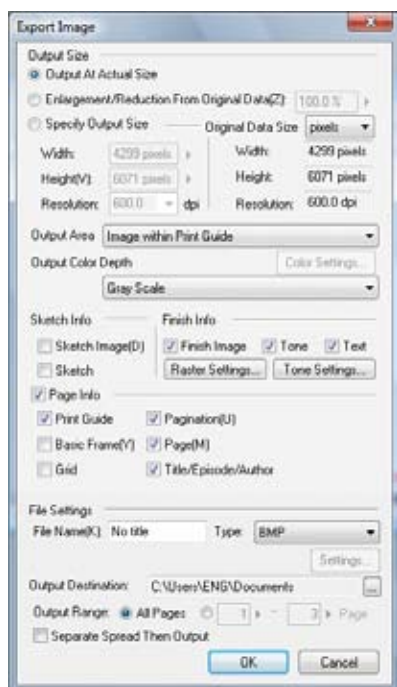 Export Image
Output Size
Output At Actual Size
Enlargement/Reduction From Original Data(Z): 100.0 %
Specify Output Size Original Data Size pixels
Width: 4299 pixels Width: 4299 pixels
Height(V): 6071 pixels Height: 6071 pixels
Resolution: 600.0 dpi Resolution: 600.0 dpi
Output Area Image within Print Guide
Output Color Depth Color Settings...
Gray Scale
Sketch Info Finish Info
Sketch Image(D) Finish Image Tone Text
Sketch Raster Settings... Tone Settings...
Page Info
Print Guide Pagination(U)
Basic Frame(V) Page(M)
Grid Title/Episode/Author
File Settings
File Name(K): No title Type: BMP
Settings...
Output Destination: C:\Users\ENG\Documents ...
Output Range: All Pages 1 ~ 3 Page
Separate Spread Then Output
OK Cancel